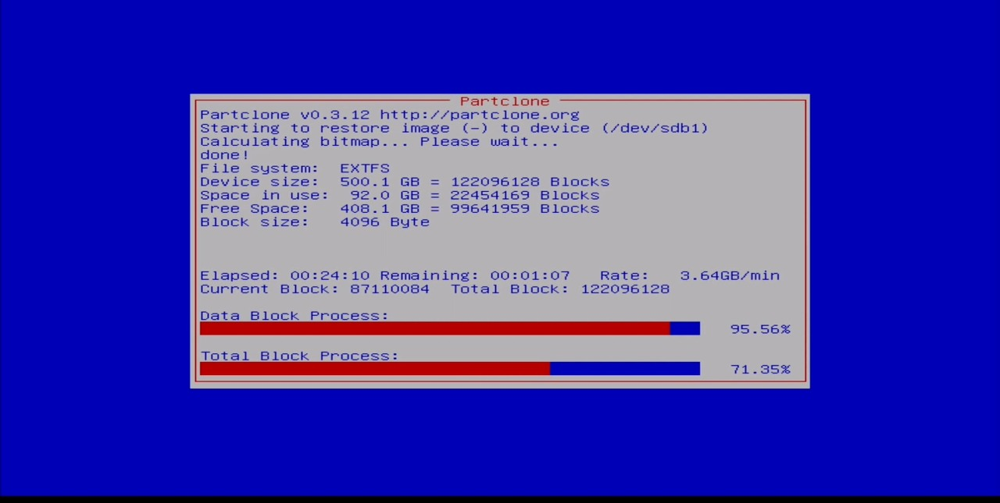 Partclone
Partclone v0.3.12 http://partclone.org
Starting to restore image (-) to device (/dev/sdb1)
Calculating bitmap... Please wait...
done!
File system:  EXTFS
Device size:  500.1 GB = 122096128 Blocks
Space in use:  92.0 GB = 22454169 Blocks
Free Space:   408.1 GB = 99641959 Blocks
Block size:   4096 Byte
Elapsed: 00:24:10 Remaining: 00:01:07   Rate:   3.64GB/min
Current Block: 87110084  Total Block: 122096128
Data Block Process:
95.56%
Total Block Process:
71.35%